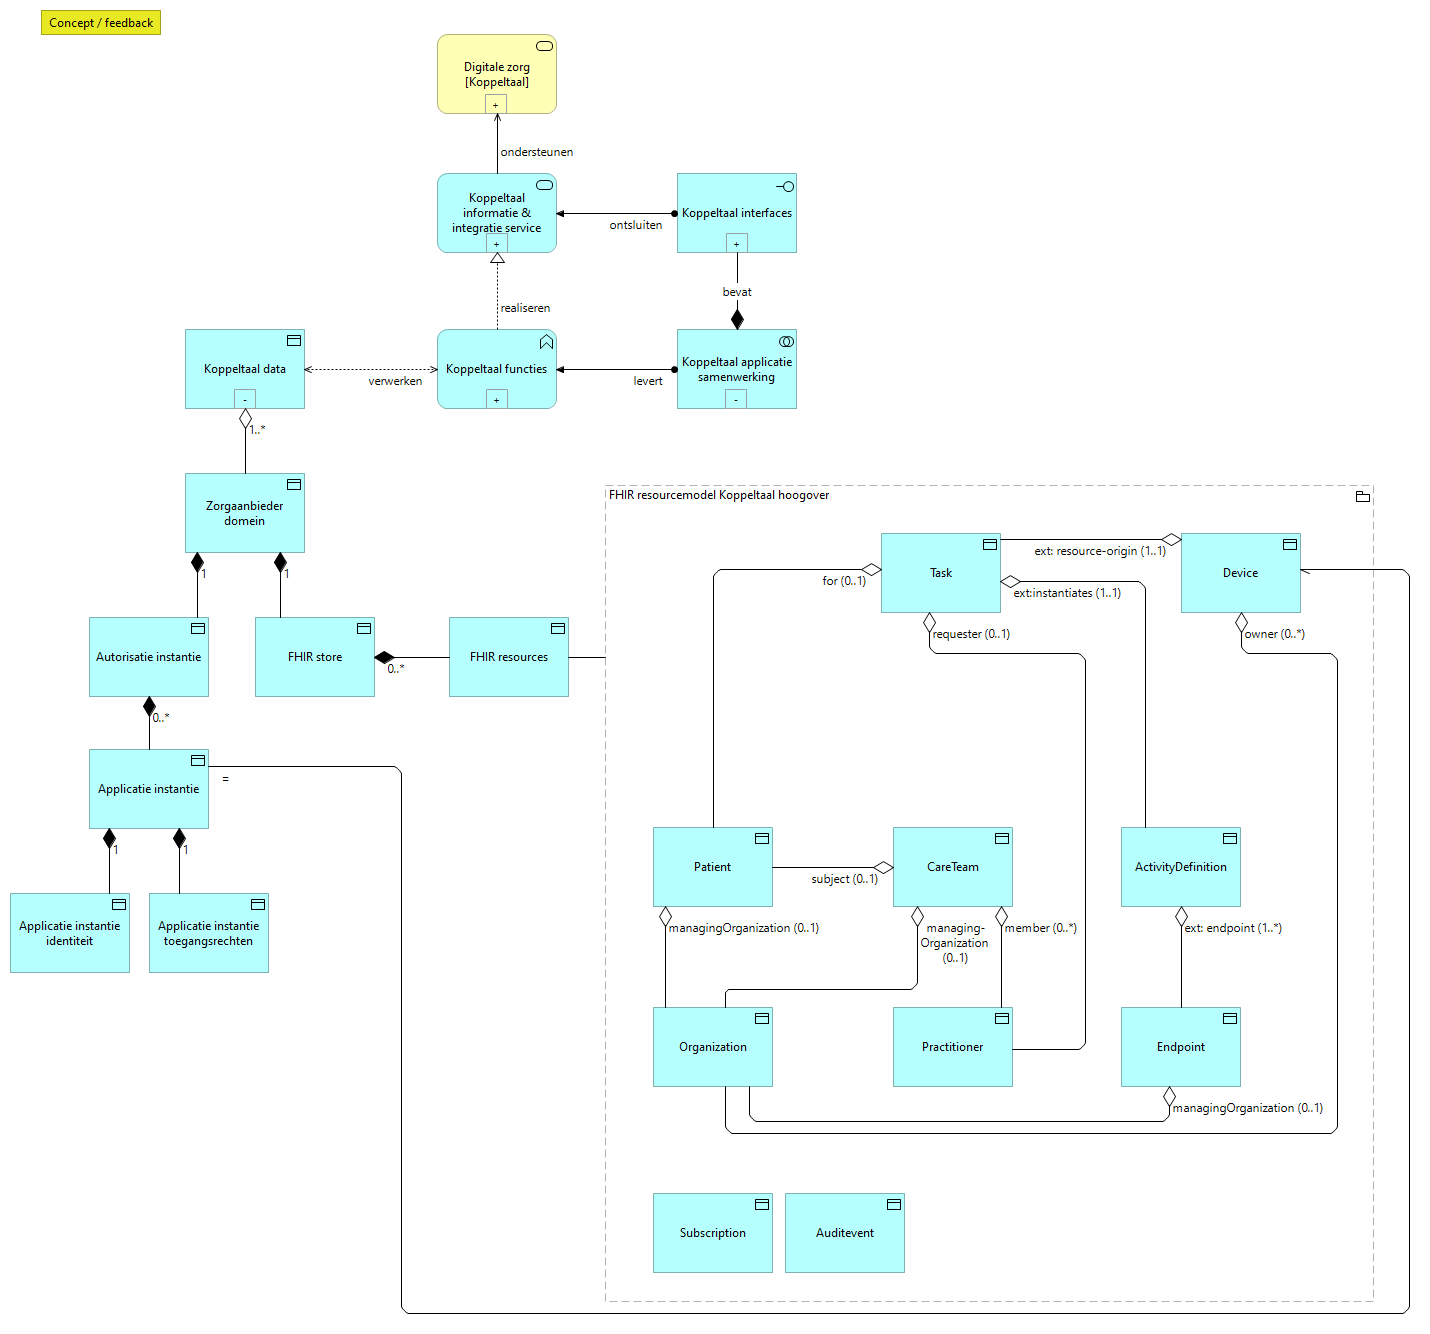 Concept / feedback
Digitale zorg
[Koppeltaal]
+
ondersteunen
Koppeltaal
informatie &
integratie service
+
Koppeltaal interfaces
+
ontsluiten
bevat
realiseren
Koppeltaal data
-
verwerken
Koppeltaal functies
+
levert
Koppeltaal applicatie
samenwerking
-
1..*
Zorgaanbieder
domein
1
1
FHIR resourcemodel Koppeltaal hoogover
Task
ext: resource-origin (1..1)
Device
for (0..1)
ext:instantiates (1..1)
requester (0..1)
owner (0..*)
Autorisatie instantie
FHIR store
0..*
FHIR resources
0..*
Applicatie instantie
=
1
1
Applicatie instantie
identiteit
Applicatie instantie
toegangsrechten
Patient
subject (0..1)
CareTeam
ActivityDefinition
managingOrganization (0..1)
managing-
Organization
(0..1)
member (0..*)
ext: endpoint (1..*)
Organization
Practitioner
Endpoint
managingOrganization (0..1)
Subscription
Auditevent